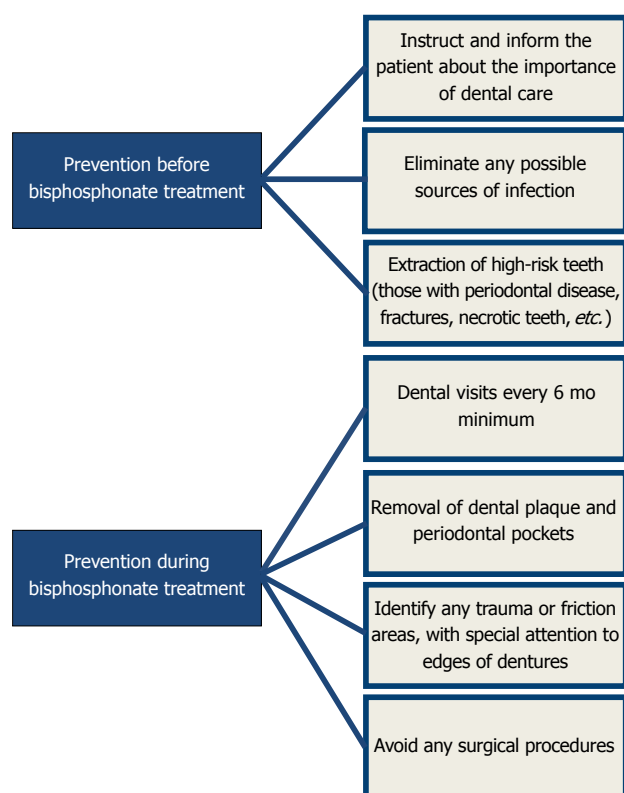 Prevention before
bisphosphonate treatment
Instruct and inform the
patient about the importance
of dental care
Eliminate any possible
sources of infection
Extraction of high-risk teeth
(those with periodontal disease,
fractures, necrotic teeth, etc.)
Prevention during
bisphosphonate treatment
Dental visits every 6 mo
minimum
Removal of dental plaque and
periodontal pockets
Identify any trauma or friction
areas, with special attention to
edges of dentures
Avoid any surgical procedures